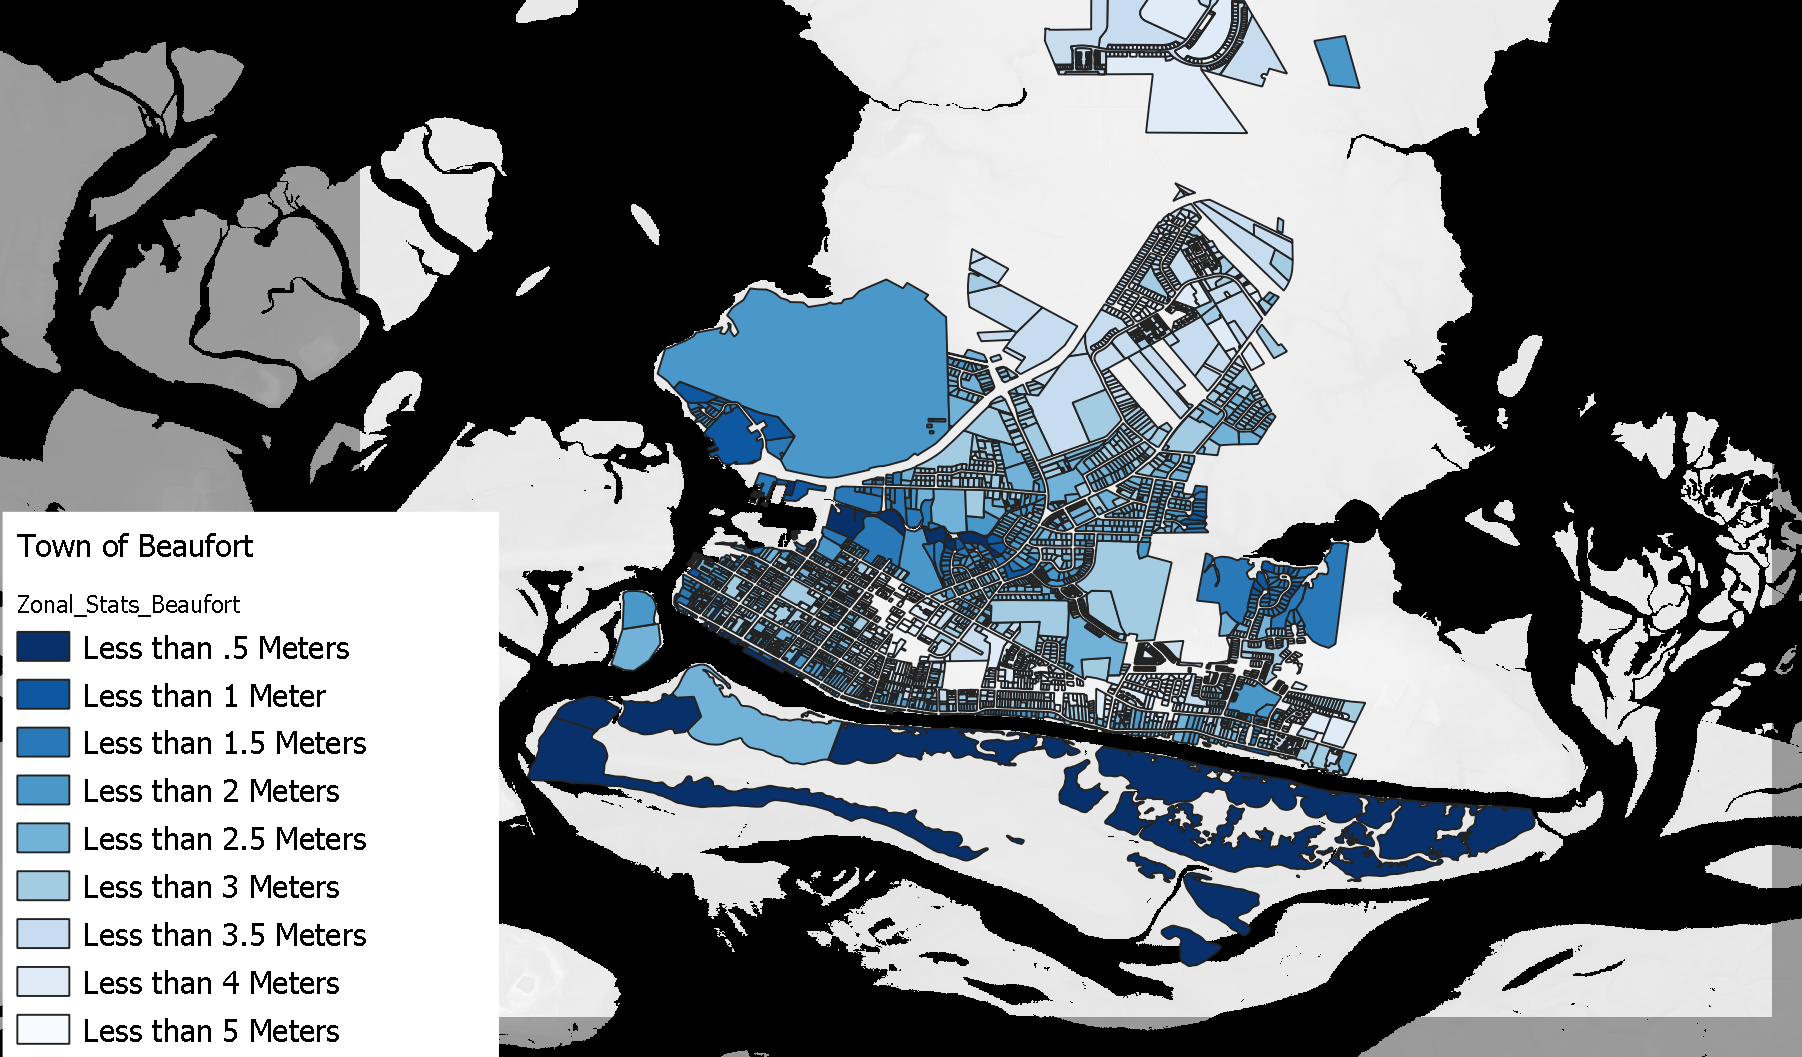 Town of Beaufort
Zonal_Stats_Beaufort
Less than .5 Meters
Less than 1 Meter
Less than 1.5 Meters
Less than 2 Meters
Less than 2.5 Meters
Less than 3 Meters
Less than 3.5 Meters
Less than 4 Meters
Less than 5 Meters